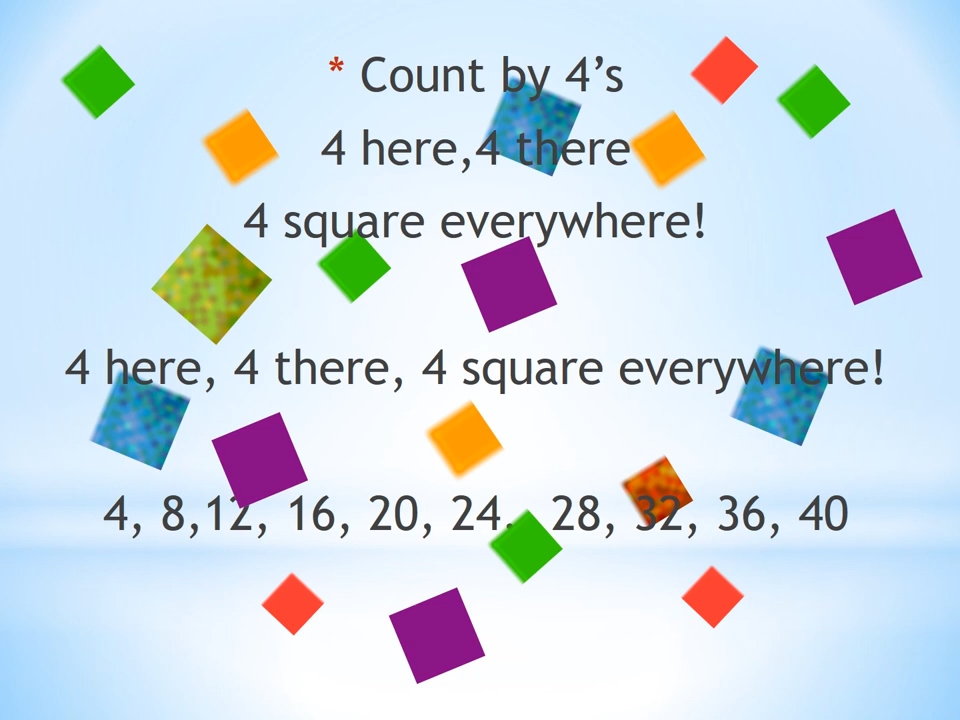 * Count by 4’s
4 here,4 there
4 square everywhere!
4 here, 4 there, 4 square everywhere!
4, 8,12, 16, 20, 24, 28, 32, 36, 40